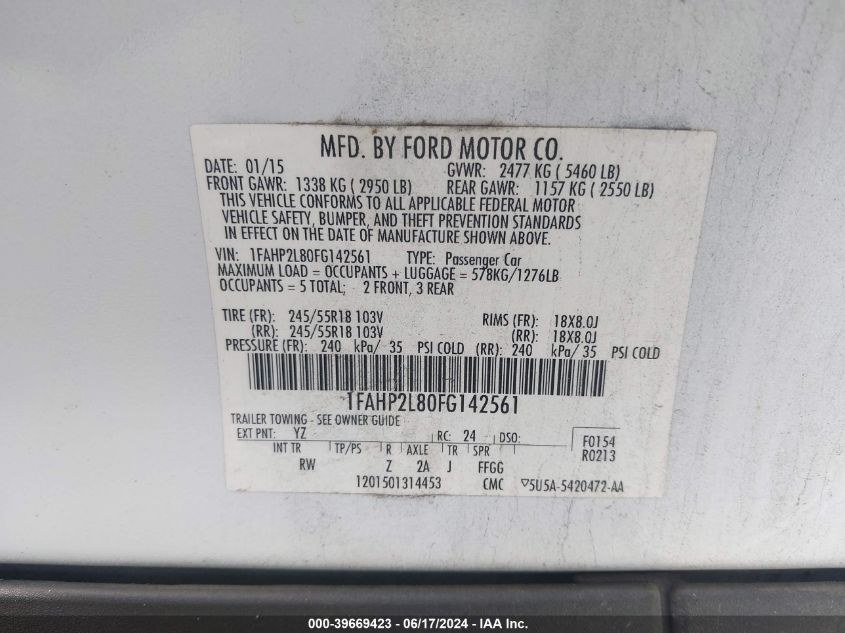 MFD. BY FORD MOTOR CO.
DATE: 01/15 GVWR: 2477 KG ( 5460 LB)
FRONT GAWR: 1338 KG ( 2950 LB) REAR GAWR: 1157 KG ( 2550 LB)
THIS VEHICLE CONFORMS TO ALL APPLICABLE FEDERAL MOTOR
VEHICLE SAFETY, BUMPER, AND THEFT PREVENTION STANDARDS
IN EFFECT ON THE DATE OF MANUFACTURE SHOWN ABOVE.
VIN: 1FAHP2L80FG142561 TYPE: Passenger Car
MAXIMUM LOAD = OCCUPANTS + LUGGAGE = 578KG/1276LB
OCCUPANTS = 5 TOTAL; 2 FRONT, 3 REAR
TIRE (FR): 245/55R18 103V RIMS (FR): 18X8.0J
(RR): 245/55R18 103V (RR): 18X8.0J
PRESSURE (FR): 240 kPa/ 35 PSI COLD (RR): 240 kPa/ 35 PSI COLD
1FAHP2L80FG142561
TRAILER TOWING - SEE OWNER GUIDE
EXT PNT: YZ RC: 24 DSO: F0154
INT TR TP/PS R AXLE TR SPR R0213
RW Z 2A J FFGG
1201501314453 CMC ▽5U5A-5420472-AA
000-39669423 - 06/17/2024 - IAA Inc.